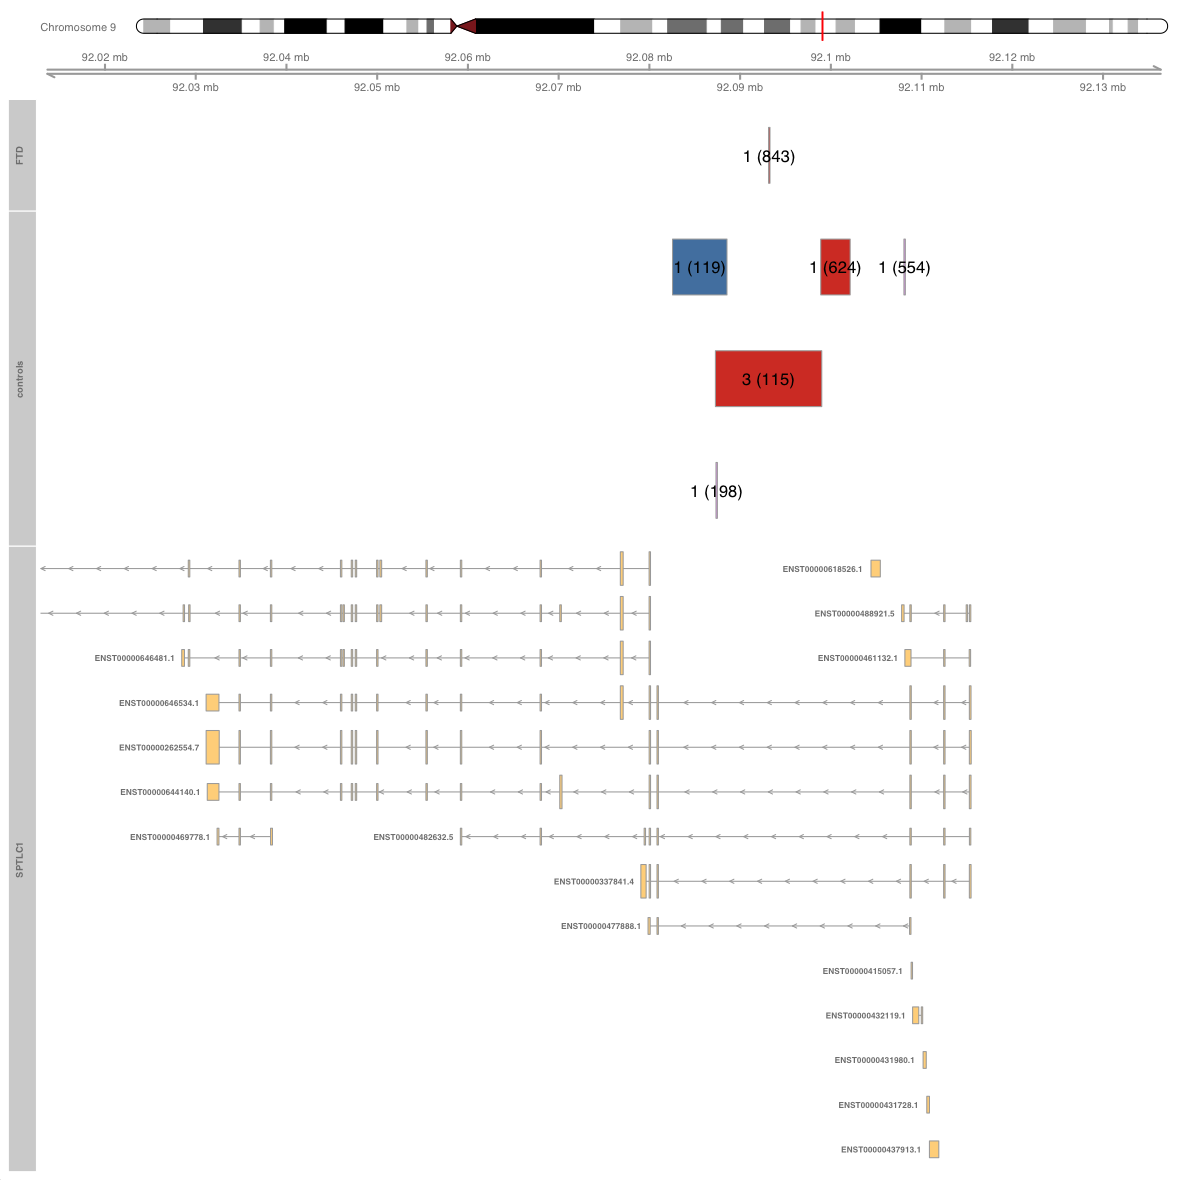 Chromosome 9
92.02 mb 92.04 mb 92.06 mb 92.08 mb 92.1 mb 92.12 mb
92.03 mb 92.05 mb 92.07 mb 92.09 mb 92.11 mb 92.13 mb
FTD
1 (843)
controls
1 (119) 1 (624) 1 (554)
3 (115)
1 (198)
SPTLC1
ENST00000618526.1
ENST00000488921.5
ENST00000646481.1 ENST00000461132.1
ENST00000646534.1
ENST00000262554.7
ENST00000644140.1
ENST00000469778.1 ENST00000482632.5
ENST00000337841.4
ENST00000477888.1
ENST00000415057.1
ENST00000432119.1
ENST00000431980.1
ENST00000431728.1
ENST00000437913.1